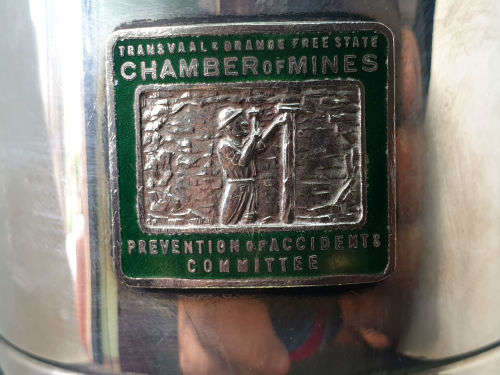 TRANSVAAL & ORANGE FREE STATE
CHAMBER OF MINES
PREVENTION OF ACCIDENTS
COMMITTEE